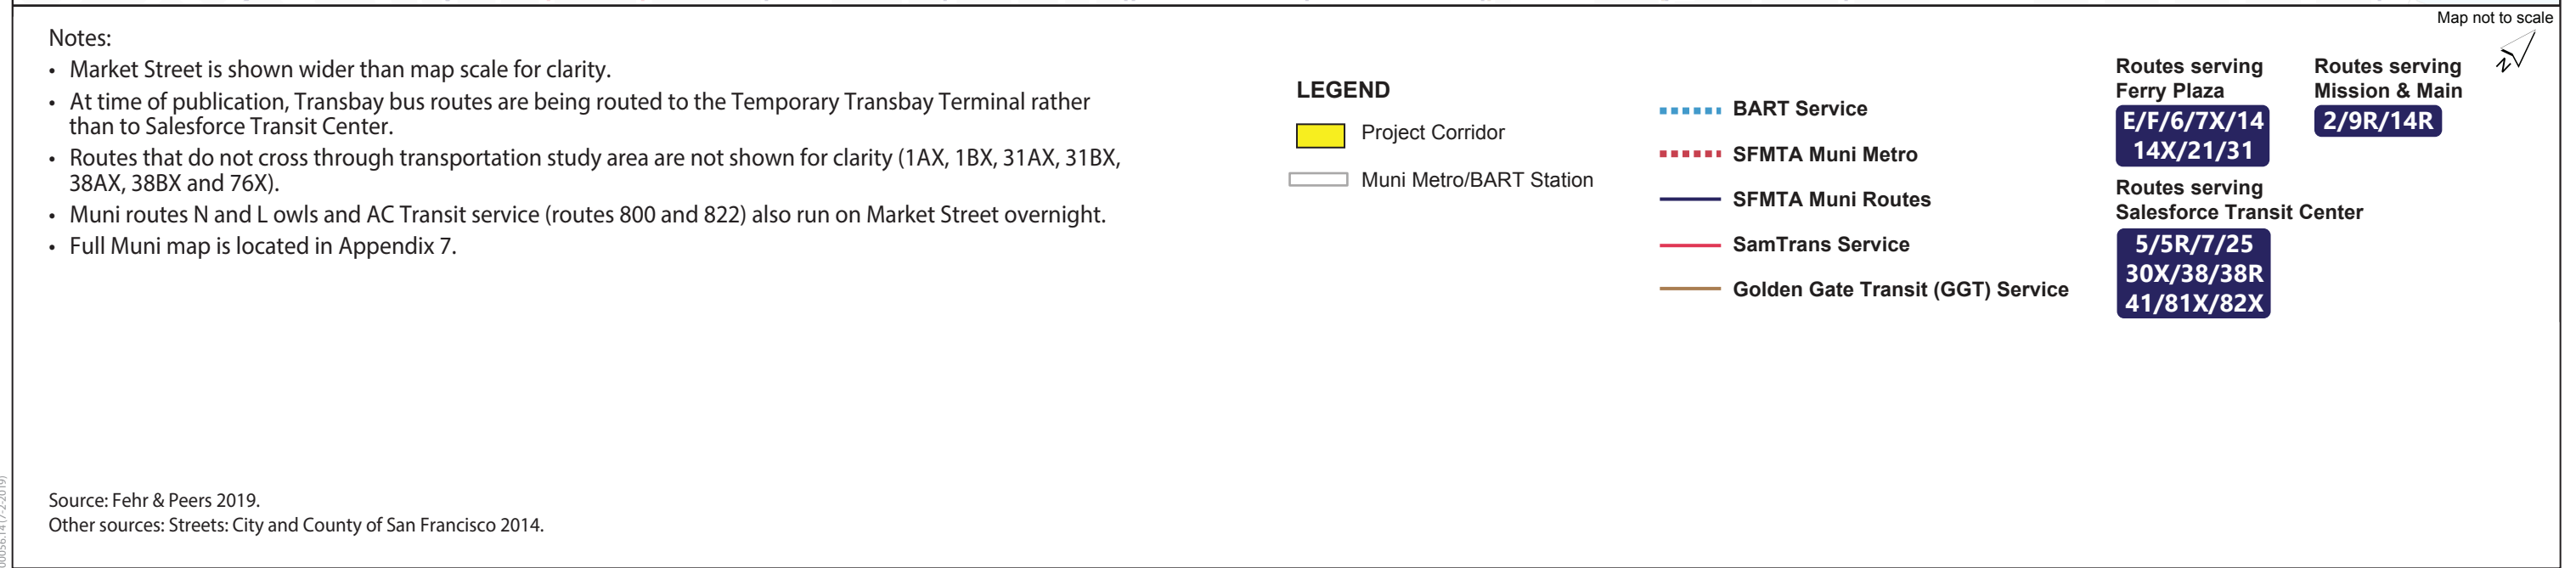 Map not to scale
N
Notes:
• Market Street is shown wider than map scale for clarity.
• At time of publication, Transbay bus routes are being routed to the Temporary Transbay Terminal rather
than to Salesforce Transit Center.
• Routes that do not cross through transportation study area are not shown for clarity (1AX, 1BX, 31AX, 31BX,
38AX, 38BX and 76X).
• Muni routes N and L owls and AC Transit service (routes 800 and 822) also run on Market Street overnight.
• Full Muni map is located in Appendix 7.
Source: Fehr & Peers 2019.
Other sources: Streets: City and County of San Francisco 2014.
LEGEND
Project Corridor
Muni Metro/BART Station
BART Service
SFMTA Muni Metro
SFMTA Muni Routes
SamTrans Service
Golden Gate Transit (GGT) Service
Routes serving
Ferry Plaza
E/F/6/7X/14
14X/21/31
Routes serving
Mission & Main
2/9R/14R
Routes serving
Salesforce Transit Center
5/5R/7/25
30X/38/38R
41/81X/82X